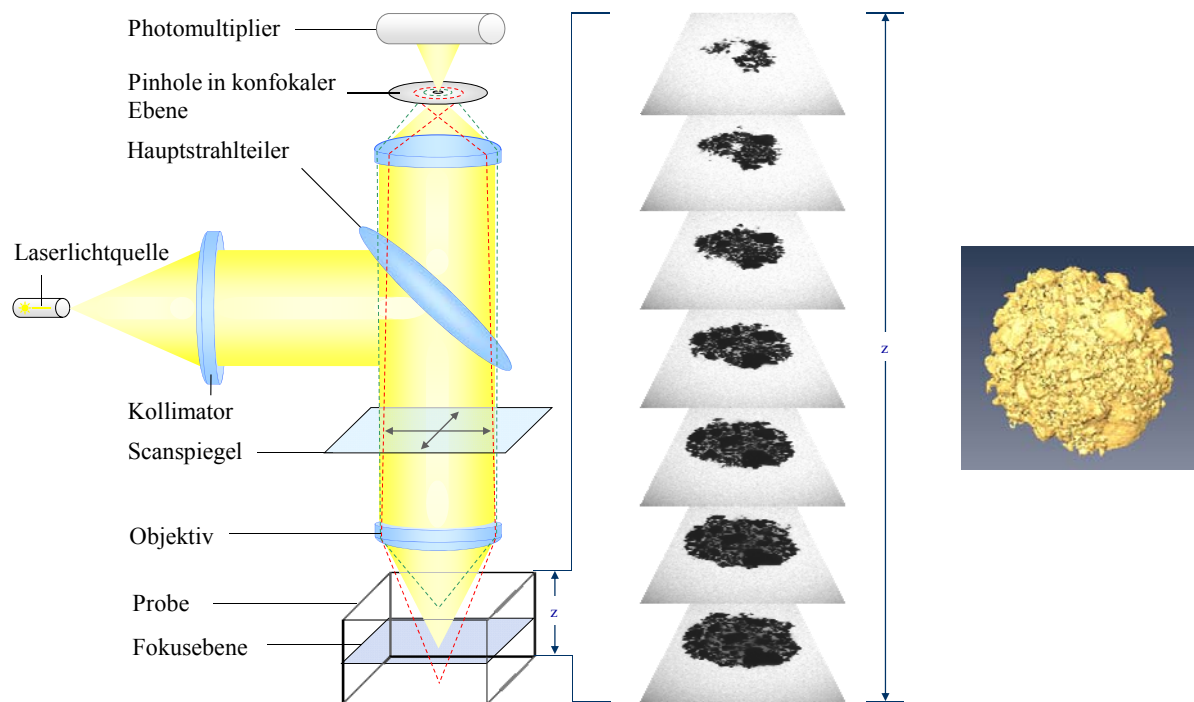 Photomultiplier
Pinhole in konfokaler
Ebene
Hauptstrahlteiler
Laserlichtquelle
Kollimator
Scanspiegel
Objektiv
Probe
Fokusebene
z
z